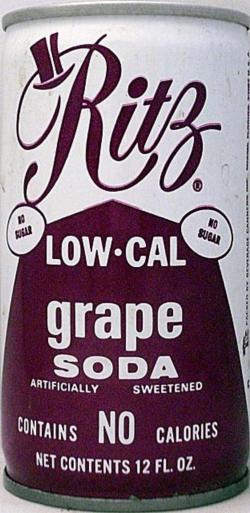 Ritz®
NO SUGAR
NO SUGAR
LOW·CAL
grape
SODA
ARTIFICIALLY SWEETENED
CONTAINS NO CALORIES
NET CONTENTS 12 FL. OZ.